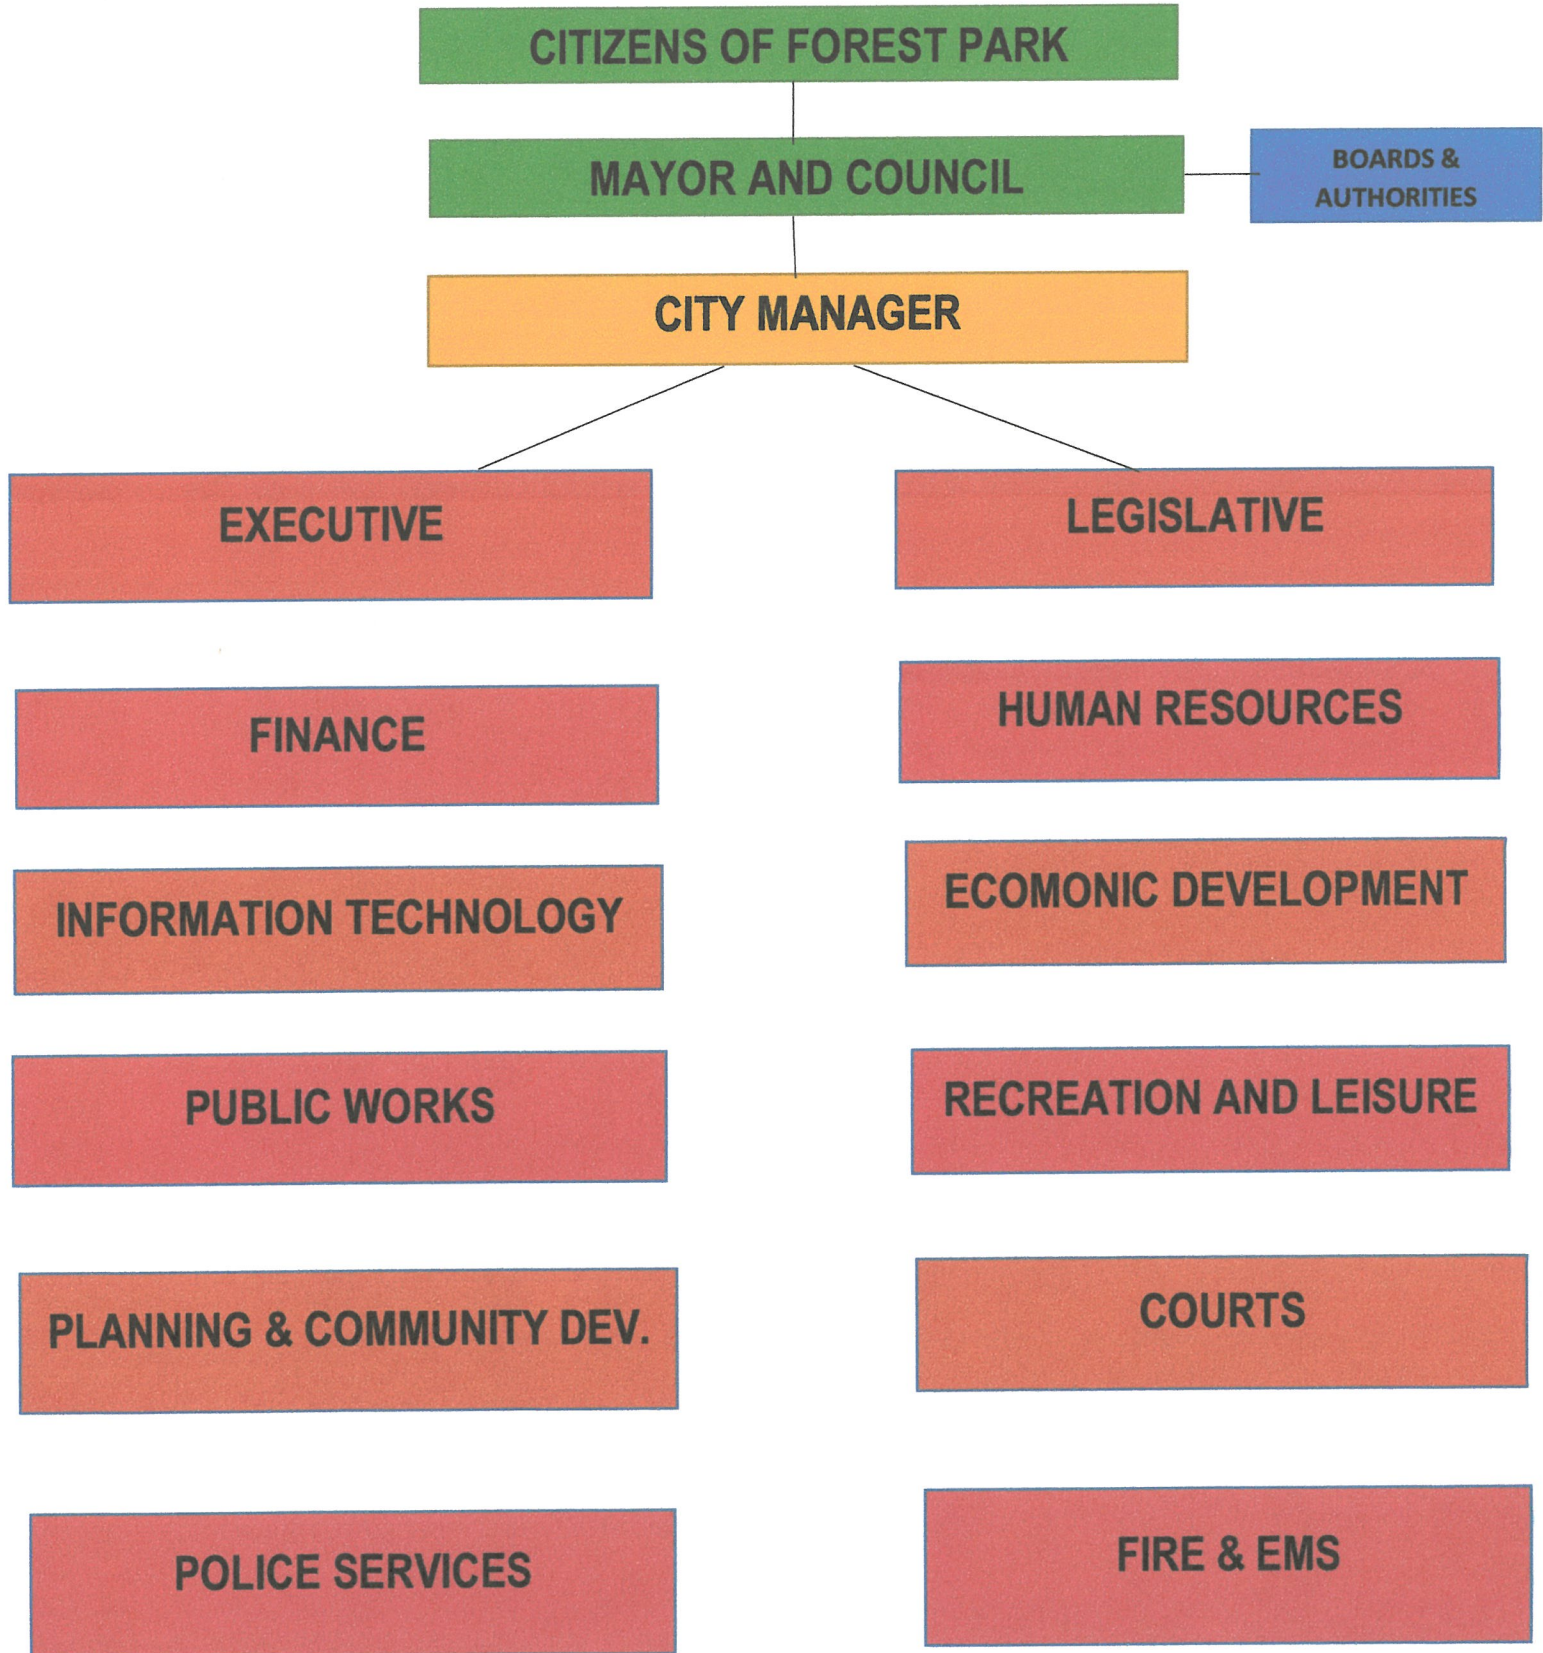 CITIZENS OF FOREST PARK
MAYOR AND COUNCIL
BOARDS &
AUTHORITIES
CITY MANAGER
EXECUTIVE
LEGISLATIVE
FINANCE
HUMAN RESOURCES
INFORMATION TECHNOLOGY
ECOMONIC DEVELOPMENT
PUBLIC WORKS
RECREATION AND LEISURE
PLANNING & COMMUNITY DEV.
COURTS
POLICE SERVICES
FIRE & EMS